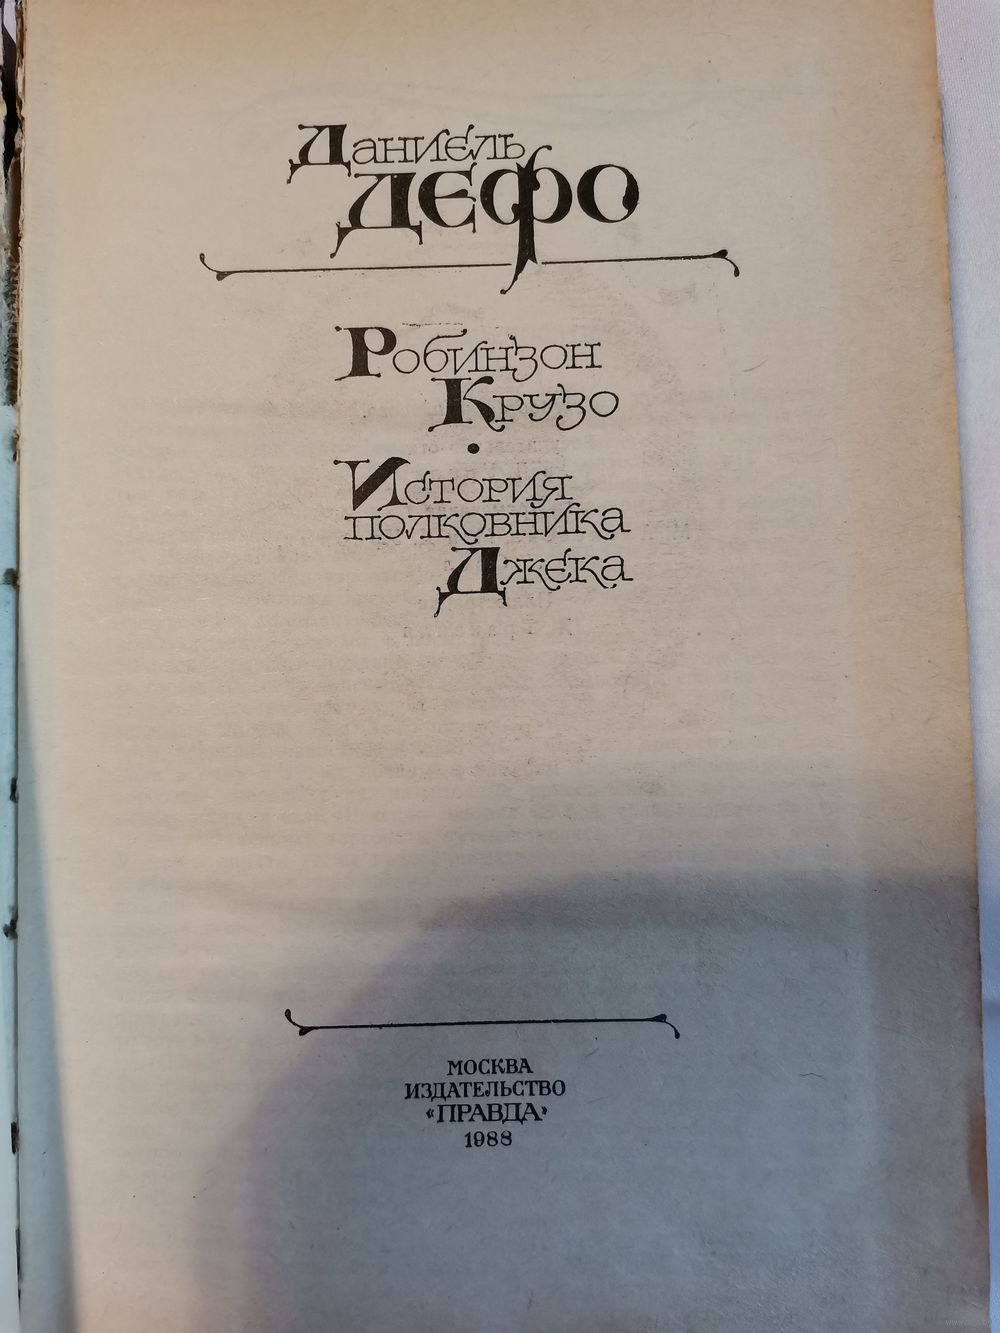 Даниель
ДЕФО
Робинзон
Крузо
•
История
полковника
Джека
МОСКВА
ИЗДАТЕЛЬСТВО
«ПРАВДА»
1988